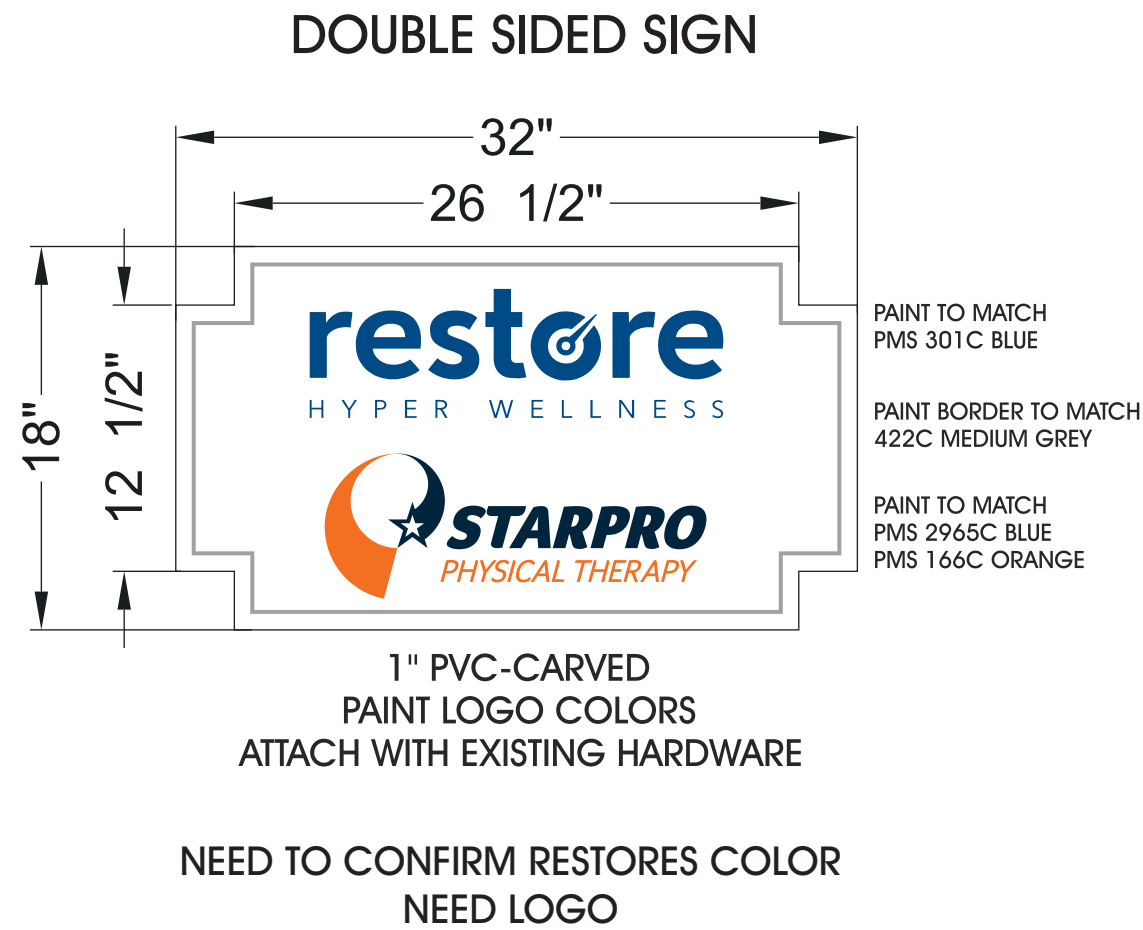 DOUBLE SIDED SIGN
32"
26 1/2"
18"
12 1/2"
restore
HYPER WELLNESS
STARPRO
PHYSICAL THERAPY
PAINT TO MATCH
PMS 301C BLUE
PAINT BORDER TO MATCH
422C MEDIUM GREY
PAINT TO MATCH
PMS 2965C BLUE
PMS 166C ORANGE
1" PVC-CARVED
PAINT LOGO COLORS
ATTACH WITH EXISTING HARDWARE
NEED TO CONFIRM RESTORES COLOR
NEED LOGO